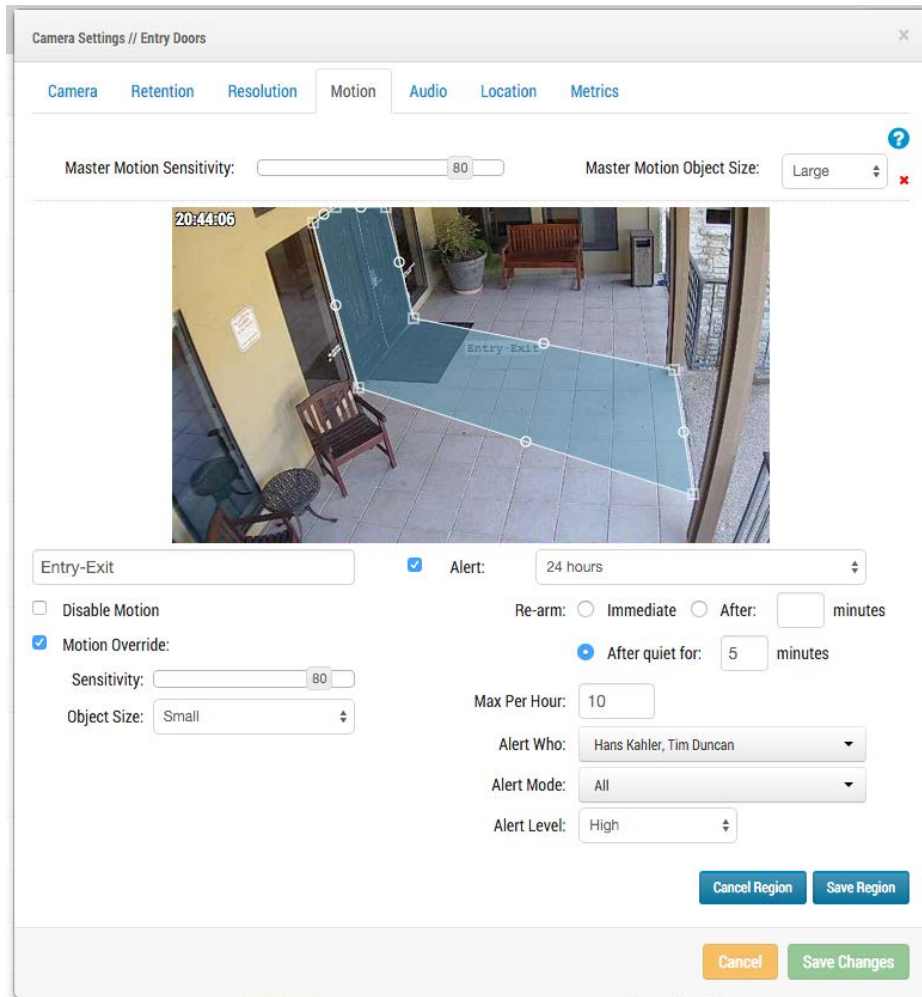 Camera Settings // Entry Doors ×
Camera Retention Resolution Motion Audio Location Metrics
?
Master Motion Sensitivity: 80 Master Motion Object Size: Large
20:44:06
Entry-Exit
Entry-Exit Alert: 24 hours
Disable Motion Re-arm: Immediate After: minutes
Motion Override: After quiet for: 5 minutes
Sensitivity: 80
Object Size: Small Max Per Hour: 10
Alert Who: Hans Kahler, Tim Duncan
Alert Mode: All
Alert Level: High
Cancel Region Save Region
Cancel Save Changes